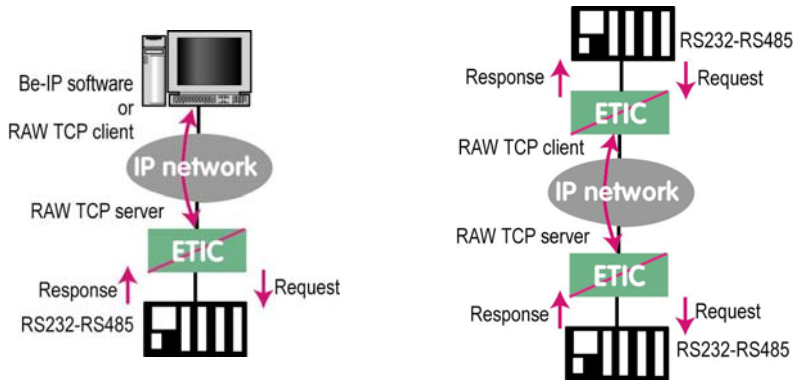 Be-IP software
or
RAW TCP client
IP network
RAW TCP server
ETIC
Response
Request
RS232-RS485
RS232-RS485
Response
Request
ETIC
RAW TCP client
IP network
RAW TCP server
ETIC
Response
Request
RS232-RS485